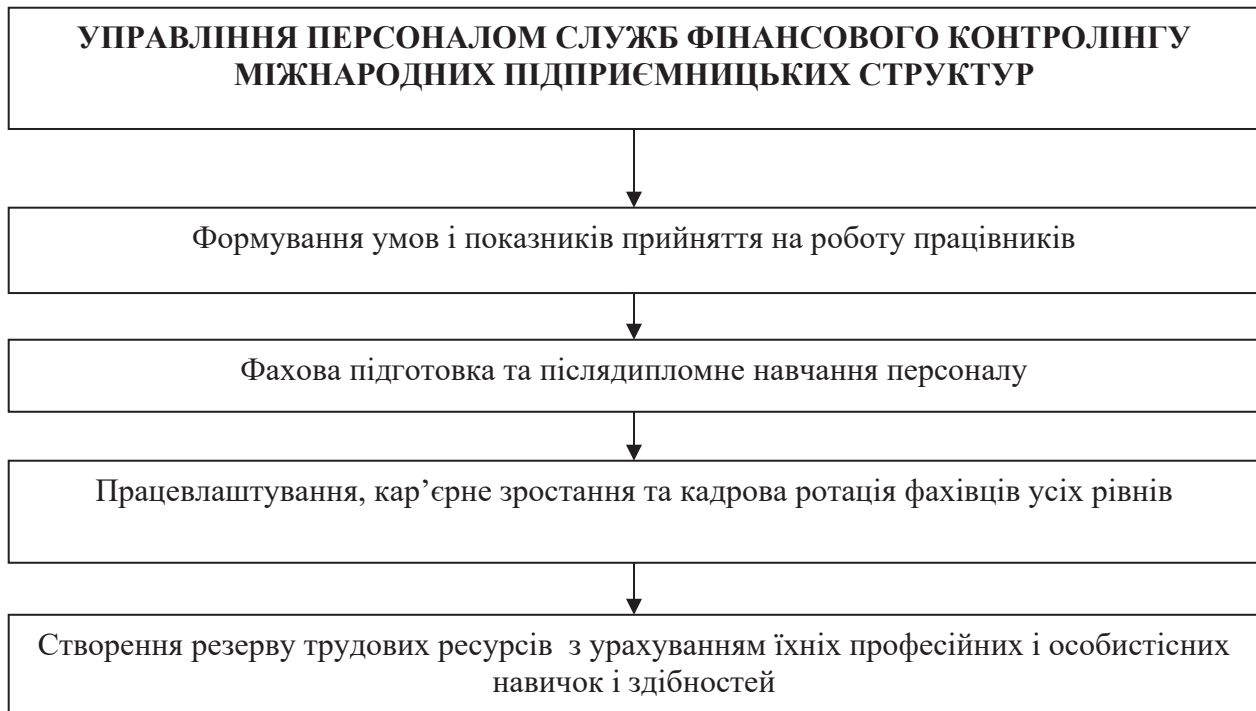 УПРАВЛІННЯ ПЕРСОНАЛОМ СЛУЖБ ФІНАНСОВОГО КОНТРОЛІНГУ
МІЖНАРОДНИХ ПІДПРИЄМНИЦЬКИХ СТРУКТУР
Формування умов і показників прийняття на роботу працівників
Фахова підготовка та післядипломне навчання персоналу
Працевлаштування, кар’єрне зростання та кадрова ротація фахівців усіх рівнів
Створення резерву трудових ресурсів з урахуванням їхніх професійних і особистісних
навичок і здібностей